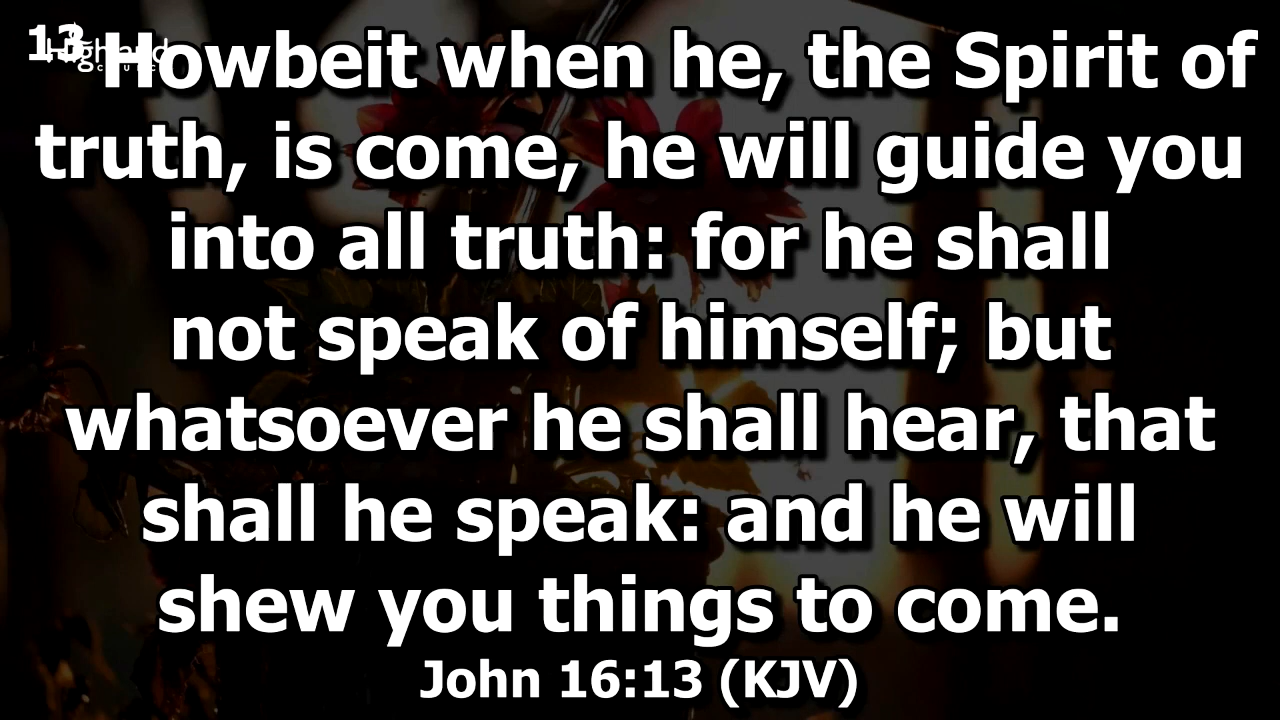 13 Howbeit when he, the Spirit of
truth, is come, he will guide you
into all truth: for he shall
not speak of himself; but
whatsoever he shall hear, that
shall he speak: and he will
shew you things to come.
John 16:13 (KJV)